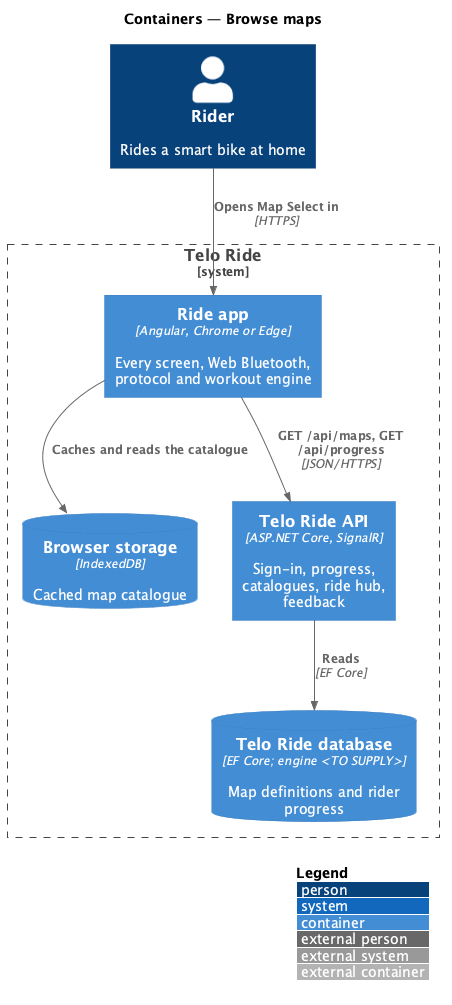 Containers — Browse maps
Rider
Rides a smart bike at home
Opens Map Select in
[HTTPS]
Telo Ride
[system]
Ride app
[Angular, Chrome or Edge]
Every screen, Web Bluetooth,
protocol and workout engine
Caches and reads the catalogue
GET /api/maps, GET
/api/progress
[JSON/HTTPS]
Browser storage
[IndexedDB]
Cached map catalogue
Telo Ride API
[ASP.NET Core, SignalR]
Sign-in, progress,
catalogues, ride hub,
feedback
Reads
[EF Core]
Telo Ride database
[EF Core; engine <TO SUPPLY>]
Map definitions and rider
progress
Legend
person
system
container
external person
external system
external container